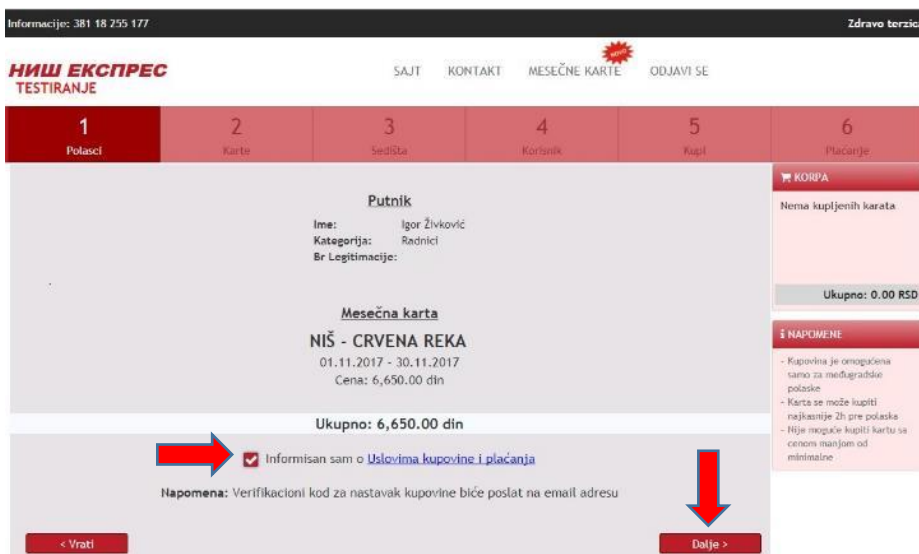 Informacije: 381 18 255 177
Zdravo terzic
НИШ ЕКСПРЕС
TESTIRANJE
SAJT KONTAKT MESEČNE KARTE ODJAVI SE
NOVO
1 2 3 4 5 6
Polasci Karte Sedišta Korisnik Kupi Plaćanje
Putnik
Ime: Igor Živković
Kategorija: Radnici
Br Legitimacije:
Mesečna karta
NIŠ - CRVENA REKA
01.11.2017 - 30.11.2017
Cena: 6,650.00 din
Ukupno: 6,650.00 din
Informisan sam o Uslovima kupovine i plaćanja
Napomena: Verifikacioni kod za nastavak kupovine biće poslat na email adresu
< Vrati
Dalje >
KORPA
Nema kupljenih karata
Ukupno: 0.00 RSD
NAPOMENE
- Kupovina je omogućena
samo za međugradske
polaske
- Karta se može kupiti
najkasnije 2h pre polaska
- Nije moguće kupiti kartu sa
cenom manjom od
minimalne